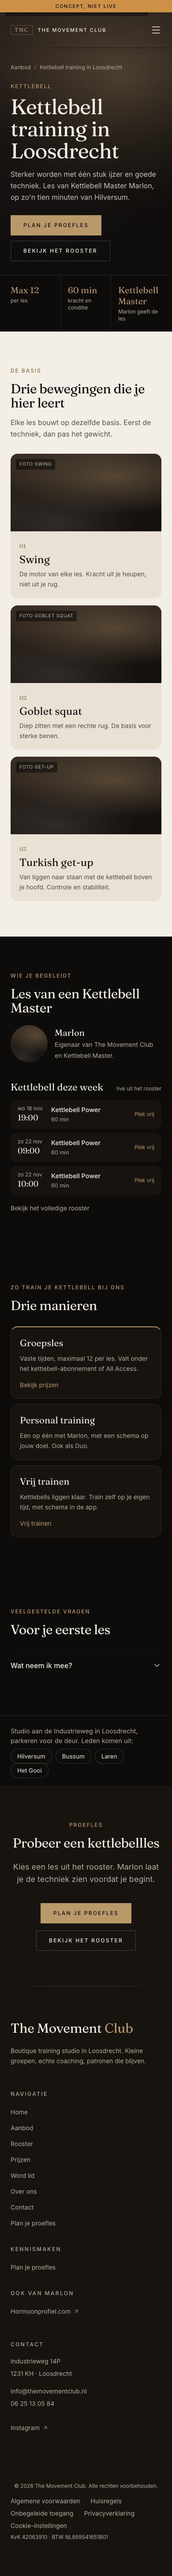 CONCEPT, NIET LIVE
TMC THE MOVEMENT CLUB
Aanbod / Kettlebell training in Loosdrecht
KETTLEBELL
Kettlebell
training in
Loosdrecht
Sterker worden met één stuk ijzer en goede
techniek. Les van Kettlebell Master Marlon,
op zo'n tien minuten van Hilversum.
PLAN JE PROEFLES
BEKIJK HET ROOSTER
Max 12
per les
60 min
kracht en
conditie
Kettlebell
Master
Marlon geeft de
les
DE BASIS
Drie bewegingen die je
hier leert
Elke les bouwt op dezelfde basis. Eerst de
techniek, dan pas het gewicht.
FOTO SWING
01
Swing
De motor van elke les. Kracht uit je heupen,
niet uit je rug.
FOTO GOBLET SQUAT
02
Goblet squat
Diep zitten met een rechte rug. De basis voor
sterke benen.
FOTO GET-UP
03
Turkish get-up
Van liggen naar staan met de kettlebell boven
je hoofd. Controle en stabiliteit.
WIE JE BEGELEIDT
Les van een Kettlebell
Master
Marlon
Eigenaar van The Movement Club
en Kettlebell Master.
Kettlebell deze week live uit het rooster
wo 18 nov
19:00
Kettlebell Power
60 min
Plek vrij
zo 22 nov
09:00
Kettlebell Power
60 min
Plek vrij
zo 22 nov
10:00
Kettlebell Power
60 min
Plek vrij
Bekijk het volledige rooster
ZO TRAIN JE KETTLEBELL BIJ ONS
Drie manieren
Groepsles
Vaste tijden, maximaal 12 per les. Valt onder
het kettlebell-abonnement of All Access.
Bekijk prijzen
Personal training
Eén op één met Marlon, met een schema op
jouw doel. Ook als Duo.
Vrij trainen
Kettlebells liggen klaar. Train zelf op je eigen
tijd, met schema in de app.
Vrij trainen
VEELGESTELDE VRAGEN
Voor je eerste les
Wat neem ik mee?
Studio aan de Industrieweg in Loosdrecht,
parkeren voor de deur. Leden komen uit:
Hilversum
Bussum
Laren
Het Gooi
PROEFLES
Probeer een kettlebellles
Kies een les uit het rooster. Marlon laat
je de techniek zien voordat je begint.
PLAN JE PROEFLES
BEKIJK HET ROOSTER
The Movement Club
Boutique training studio in Loosdrecht. Kleine
groepen, echte coaching, patronen die blijven.
NAVIGATIE
Home
Aanbod
Rooster
Prijzen
Word lid
Over ons
Contact
Plan je proefles
KENNISMAKEN
Plan je proefles
OOK VAN MARLON
Hormoonprofiel.com ↗
CONTACT
Industrieweg 14P
1231 KH · Loosdrecht
info@themovementclub.nl
06 25 13 05 84
Instagram ↗
© 2026 The Movement Club. Alle rechten voorbehouden.
Algemene voorwaarden Huisregels
Onbegeleide toegang Privacyverklaring
Cookie-instellingen
KvK 42063910 · BTW NL869541651B01